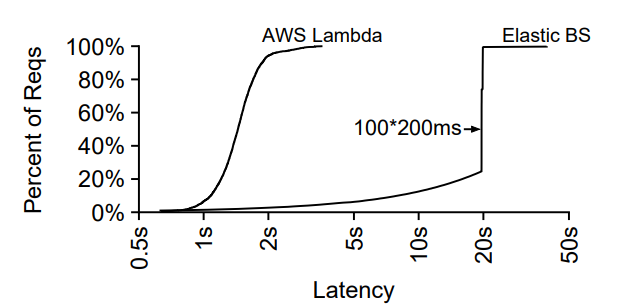 AWS Lambda
Elastic BS
Percent of Reqs
100%
80%
60%
40%
20%
0%
100*200ms
0.5s
1s
2s
5s
10s
20s
50s
Latency